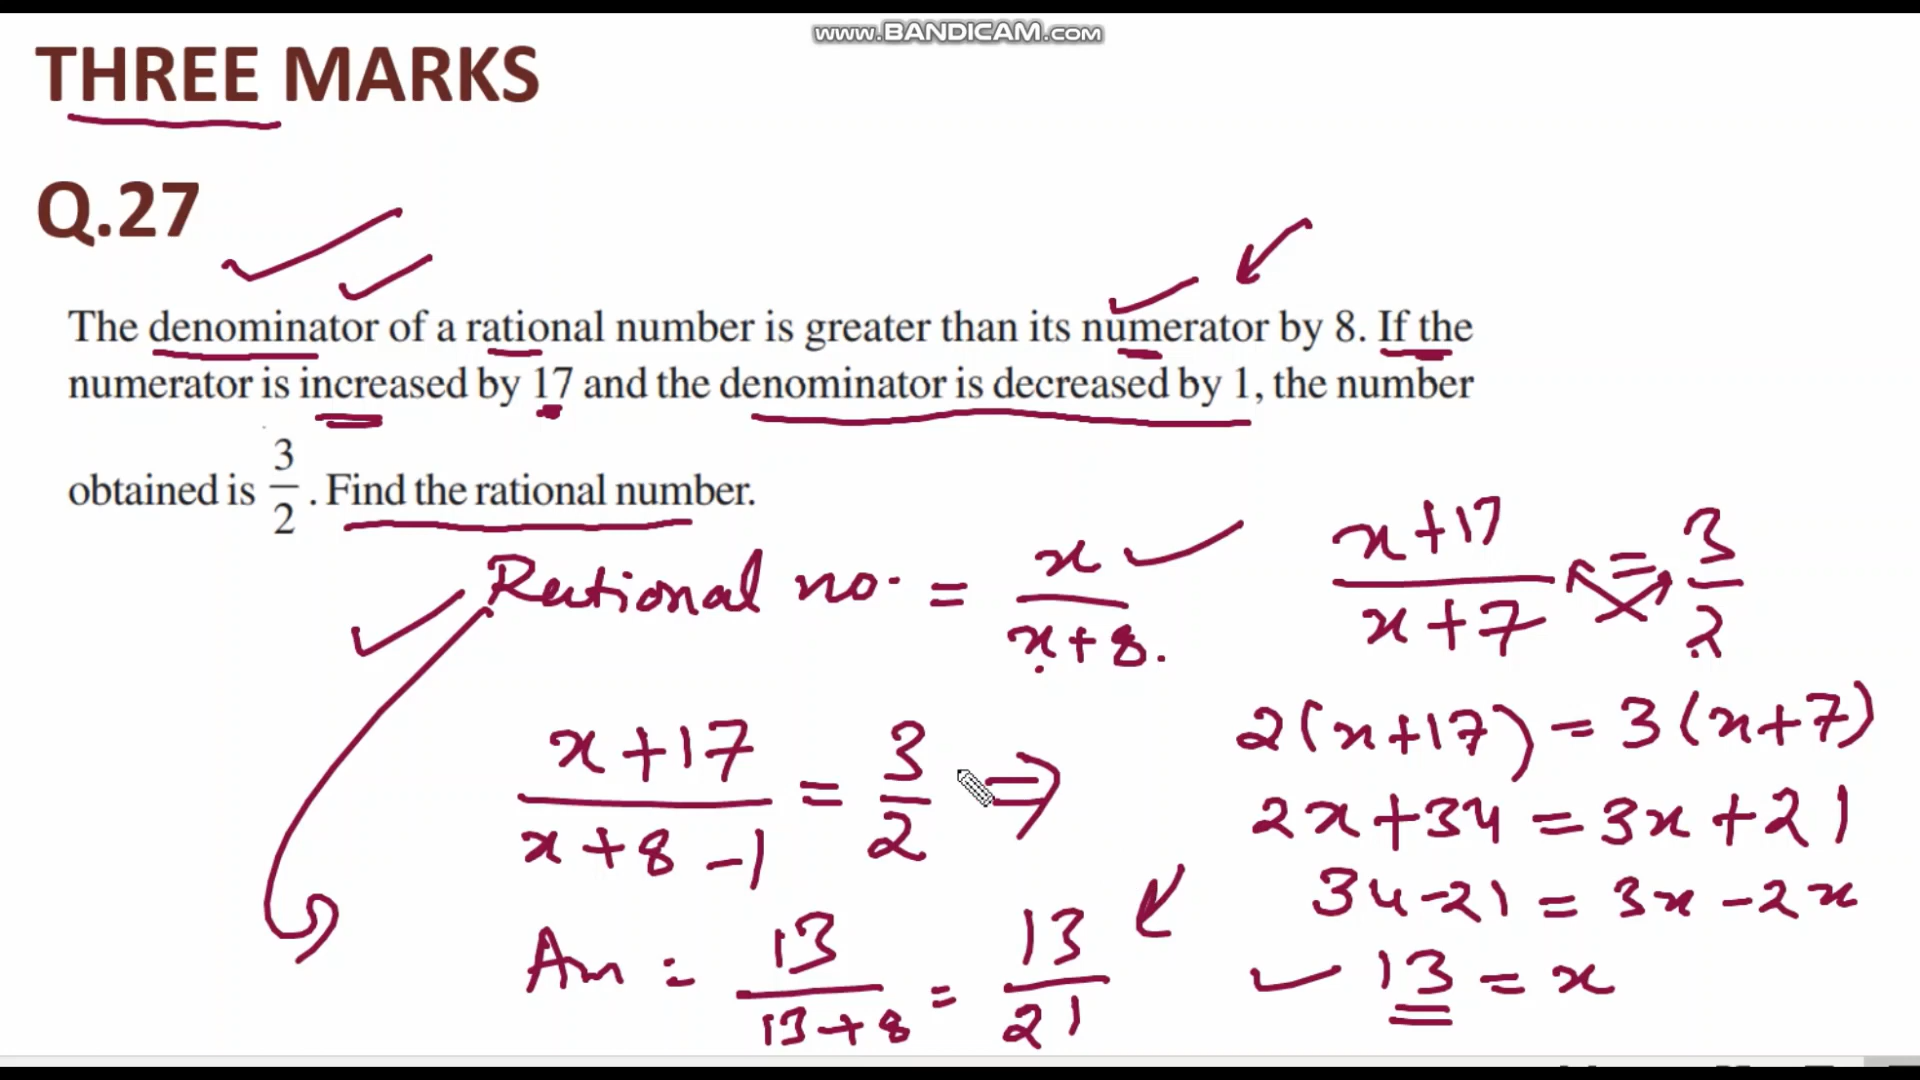 www.BANDICAM.com
THREE MARKS
Q.27
The denominator of a rational number is greater than its numerator by 8. If the
numerator is increased by 17 and the denominator is decreased by 1, the number
obtained is 3/2. Find the rational number.
Rational no. = x/(x+8).
(x+17)/(x+8-1) = 3/2 ⇒
Ans = 13/(13+8) = 13/21
(x+17)/(x+7) = 3/2
2(x+17) = 3(x+7)
2x+34 = 3x+21
34-21 = 3x-2x
13 = x